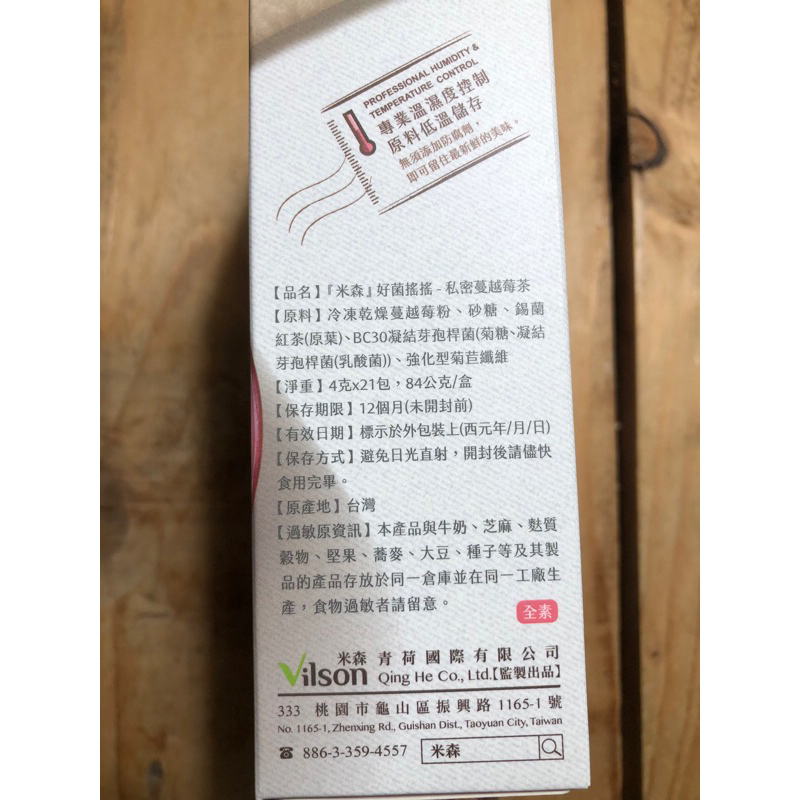 PROFESSIONAL HUMIDITY &
TEMPERATURE CONTROL
專業溫濕度控制
原料低溫儲存
無須添加防腐劑，
即可留住最新鮮的美味。
【品名】『米森』好菌搖搖-私密蔓越莓茶
【原料】冷凍乾燥蔓越莓粉、砂糖、錫蘭
紅茶(原葉)、BC30凝結芽孢桿菌(菊糖、凝結
芽孢桿菌(乳酸菌))、強化型菊苣纖維
【淨重】4克x21包，84公克/盒
【保存期限】12個月(未開封前)
【有效日期】標示於外包裝上(西元年/月/日)
【保存方式】避免日光直射，開封後請儘快
食用完畢。
【原產地】台灣
【過敏原資訊】本產品與牛奶、芝麻、麩質
穀物、堅果、蕎麥、大豆、種子等及其製
品的產品存放於同一倉庫並在同一工廠生
產，食物過敏者請留意。
全素
Vilson 米森 青荷國際有限公司
Qing He Co., Ltd.【監製出品】
333 桃園市龜山區振興路1165-1號
No. 1165-1, Zhenxing Rd., Guishan Dist., Taoyuan City, Taiwan
☎ 886-3-359-4557 米森